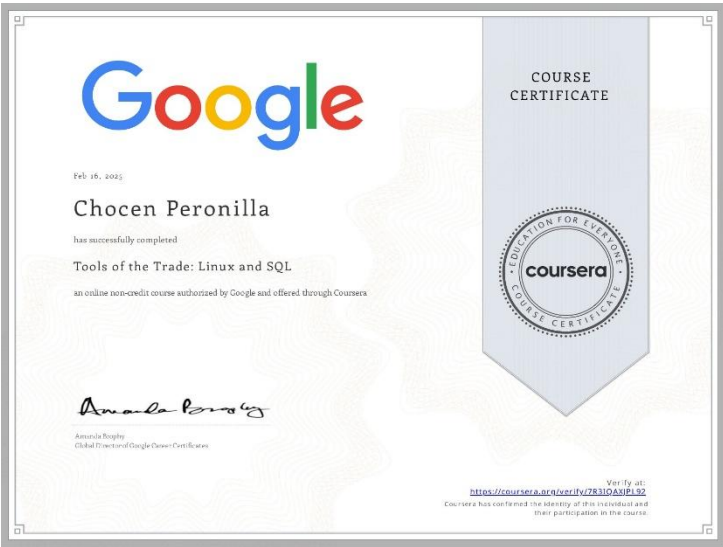 Google
COURSE
CERTIFICATE
Feb 16, 2025
Chocen Peronilla
has successfully completed
Tools of the Trade: Linux and SQL
an online non-credit course authorized by Google and offered through Coursera
EDUCATION FOR EVERYONE
coursera
COURSE CERTIFICATE
Amanda Brophy
Global Director of Google Career Certificates
Verify at:
https://coursera.org/verify/7R3IQAXJPL92
Coursera has confirmed the identity of this individual and
their participation in the course.